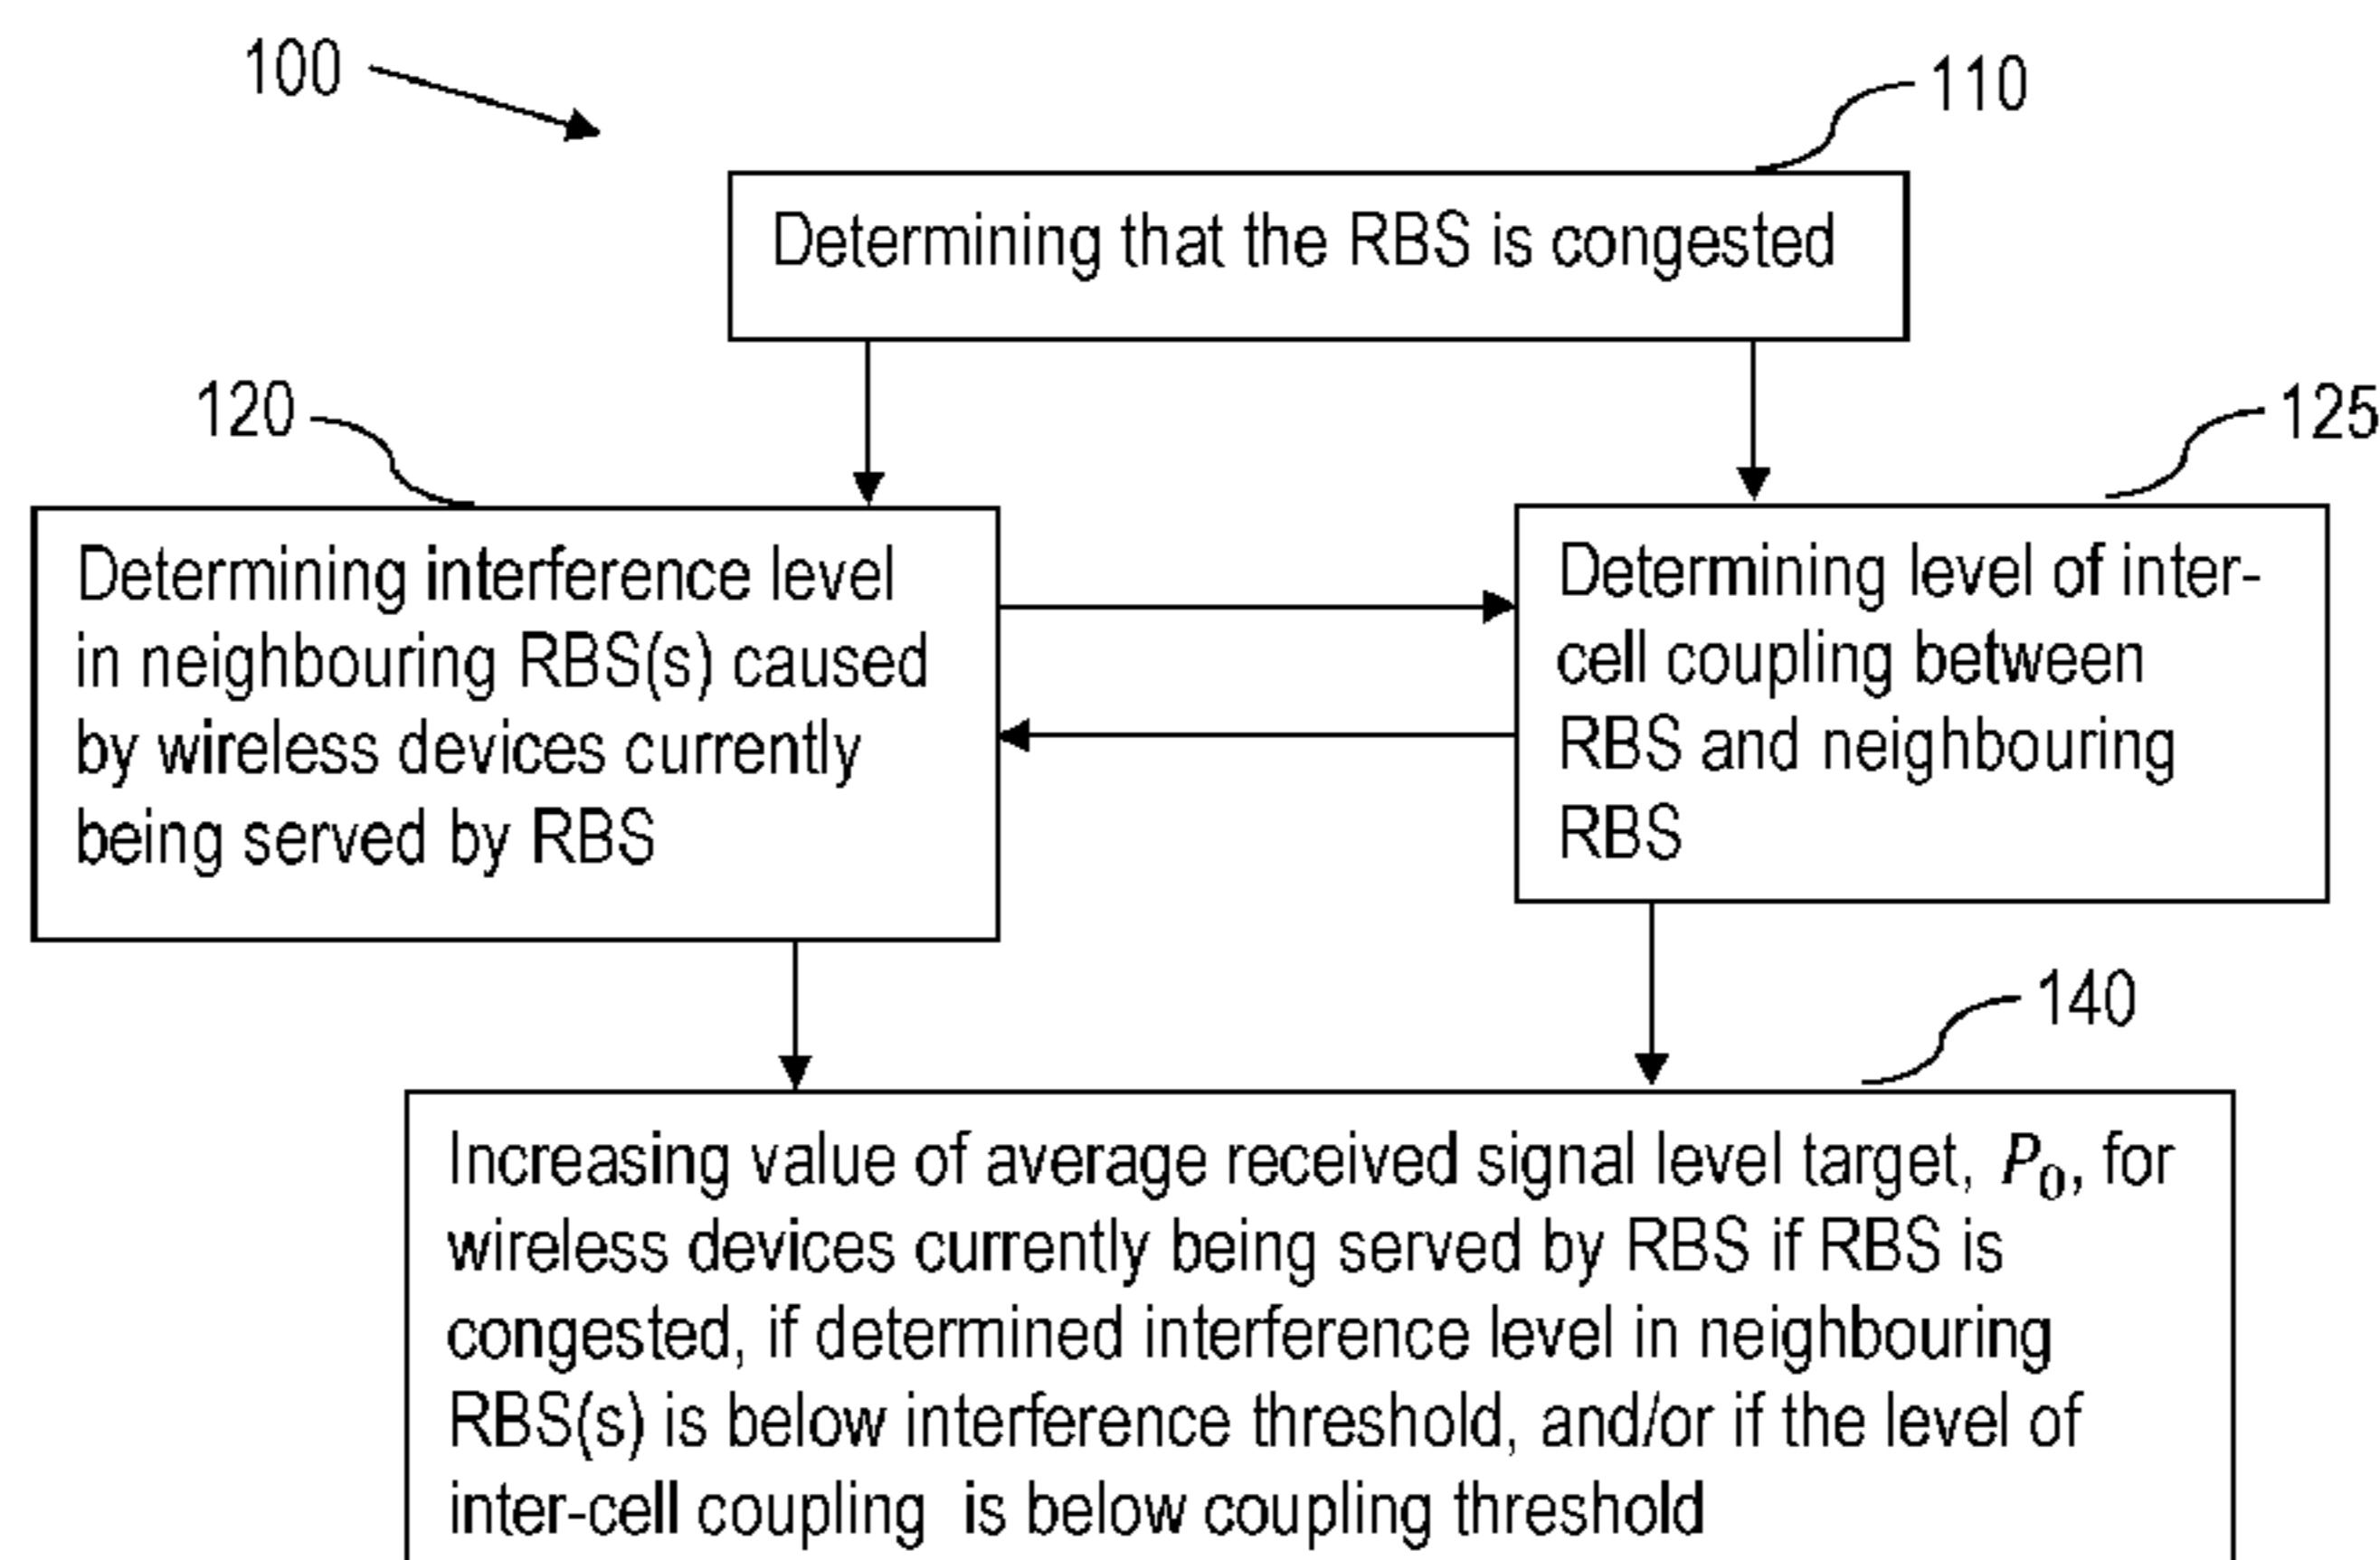 100
110
Determining that the RBS is congested
120
125
Determining interference level
in neighbouring RBS(s) caused
by wireless devices currently
being served by RBS
Determining level of inter-
cell coupling between
RBS and neighbouring
RBS
140
Increasing value of average received signal level target, P₀, for
wireless devices currently being served by RBS if RBS is
congested, if determined interference level in neighbouring
RBS(s) is below interference threshold, and/or if the level of
inter-cell coupling is below coupling threshold